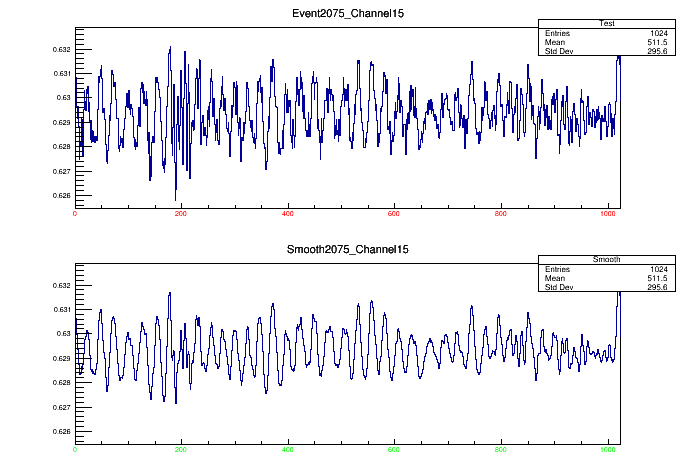 Event2075_Channel15
Test
Entries 1024
Mean 511.5
Std Dev 295.6
0.632
0.631
0.63
0.629
0.628
0.627
0.626
0 200 400 600 800 1000
Smooth2075_Channel15
Smooth
Entries 1024
Mean 511.5
Std Dev 295.6
0.632
0.631
0.63
0.629
0.628
0.627
0.626
0 200 400 600 800 1000